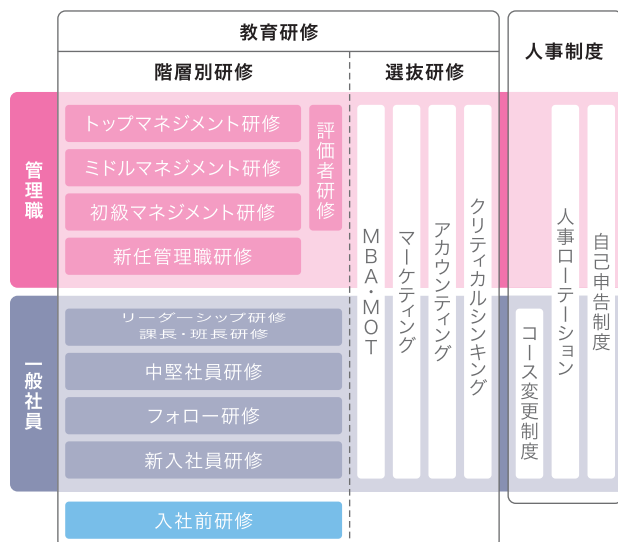 教育研修
人事制度
階層別研修
選抜研修
管理職
トップマネジメント研修
ミドルマネジメント研修
初級マネジメント研修
新任管理職研修
評価者研修
一般社員
リーダーシップ研修
課長・班長研修
中堅社員研修
フォロー研修
新入社員研修
入社前研修
MBA・MOT
マーケティング
アカウンティング
クリティカルシンキング
コース変更制度
人事ローテーション
自己申告制度